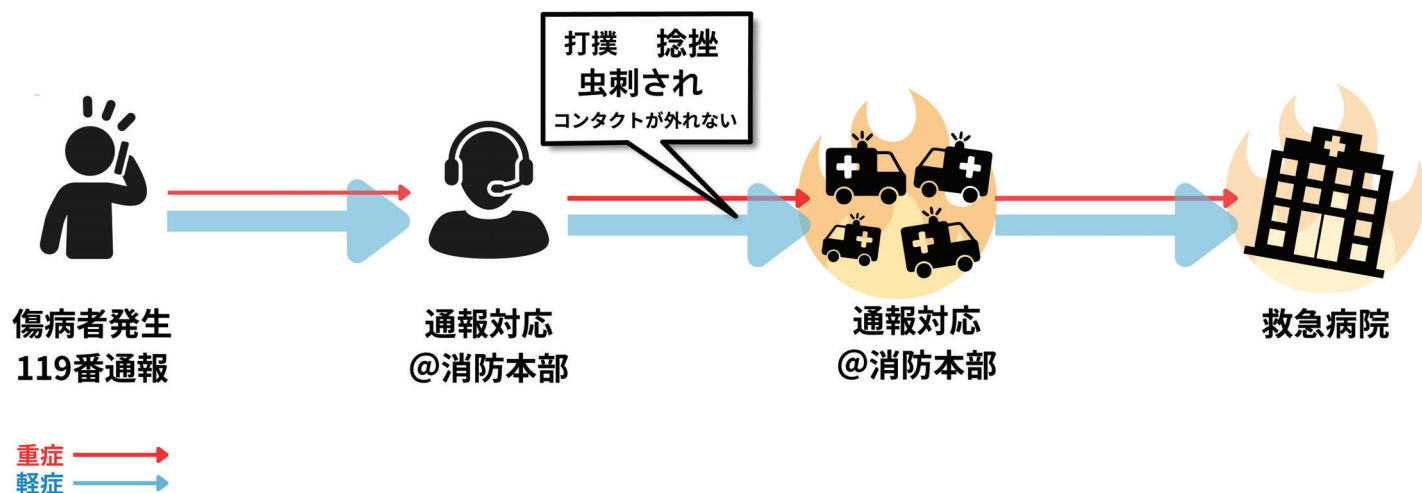 打撲 捻挫
虫刺され
コンタクトが外れない
傷病者発生
119番通報
通報対応
@消防本部
通報対応
@消防本部
救急病院
重症
軽症